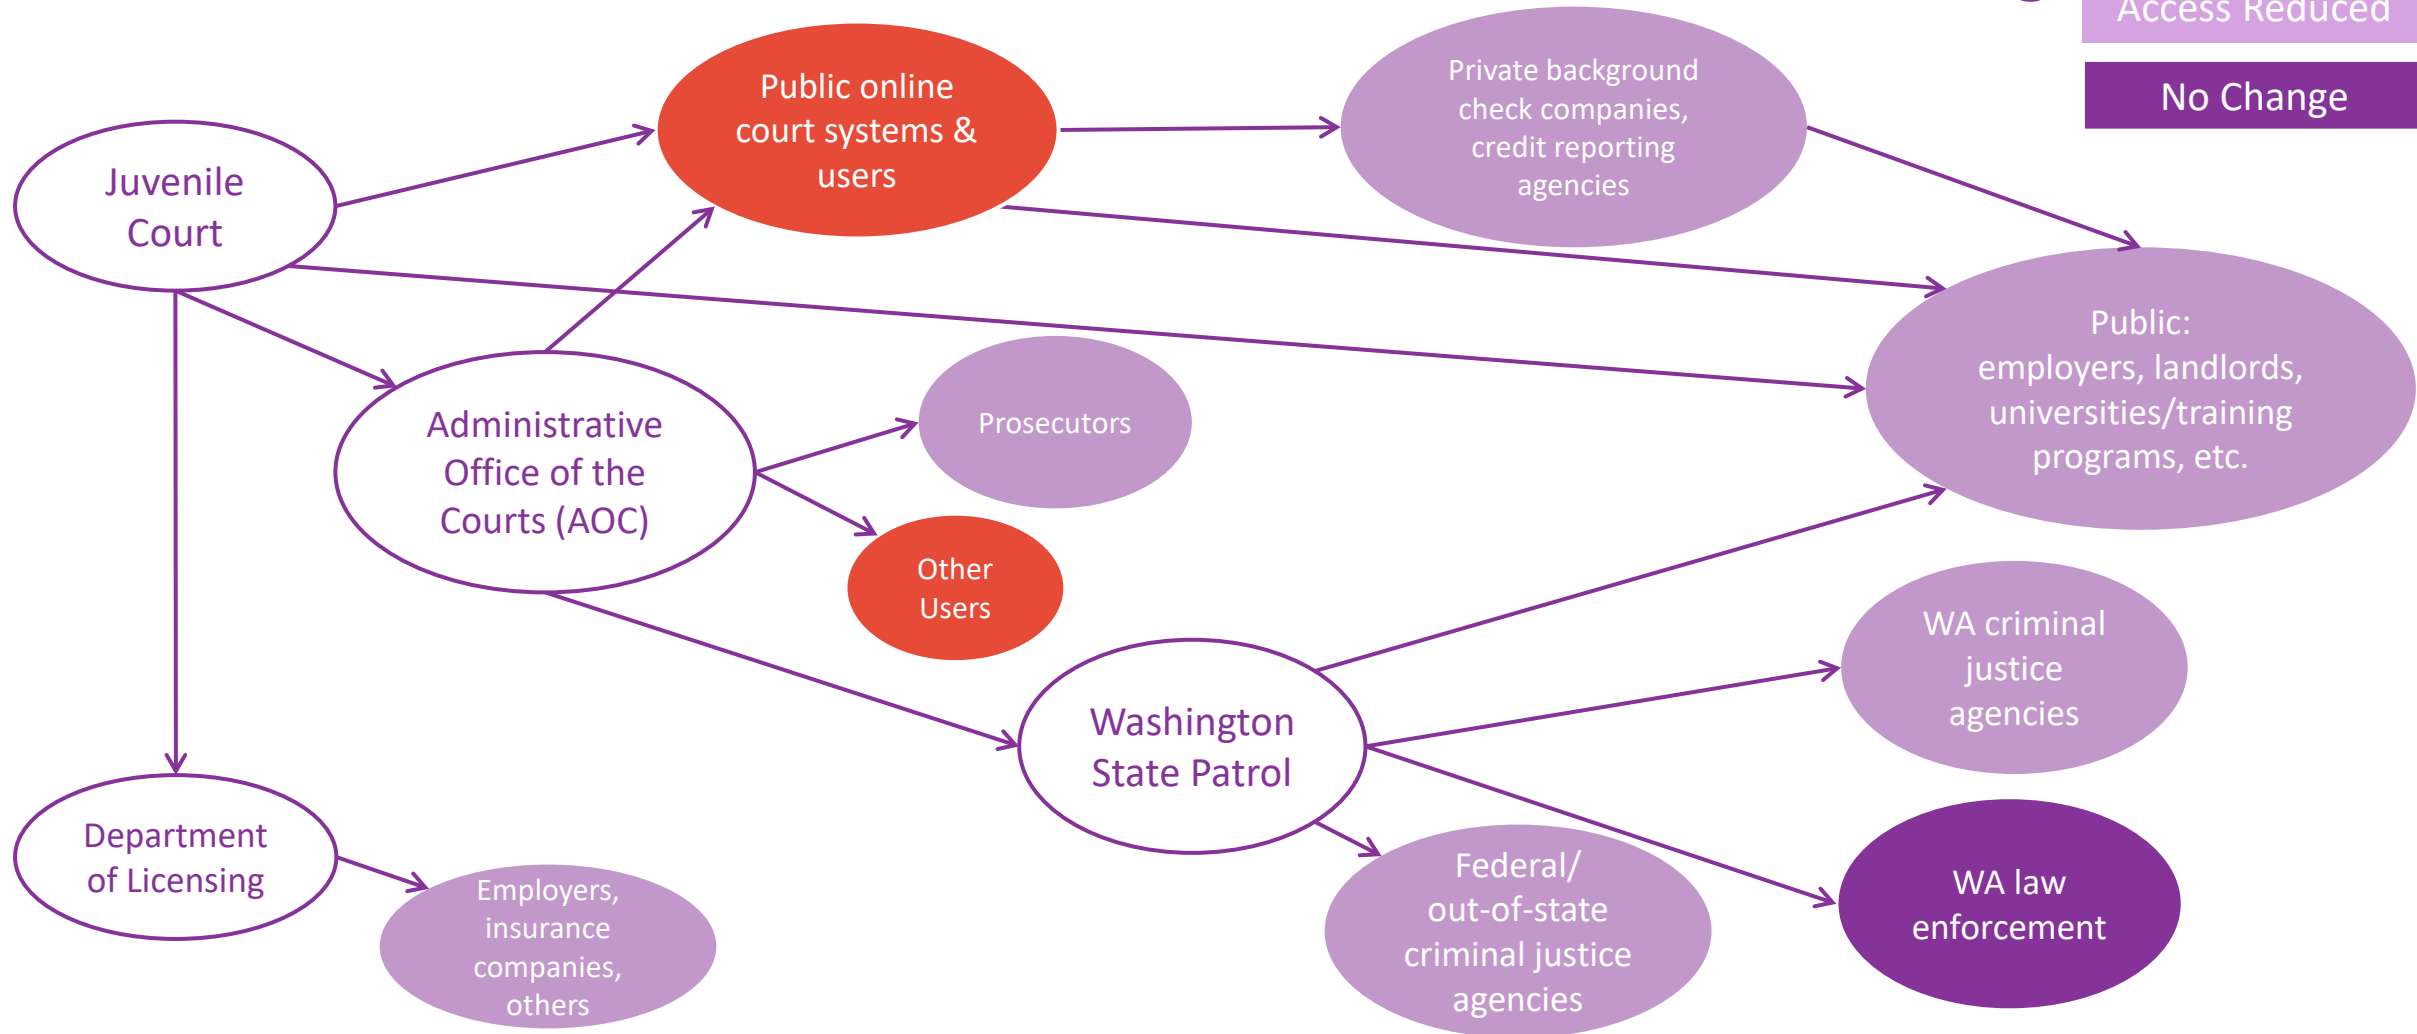 Access Reduced
No Change
Public online
court systems &
users
Private background
check companies,
credit reporting
agencies
Juvenile
Court
Public:
employers, landlords,
universities/training
programs, etc.
Administrative
Office of the
Courts (AOC)
Prosecutors
Other
Users
WA criminal
justice
agencies
Washington
State Patrol
Department
of Licensing
Employers,
insurance
companies,
others
Federal/
out-of-state
criminal justice
agencies
WA law
enforcement